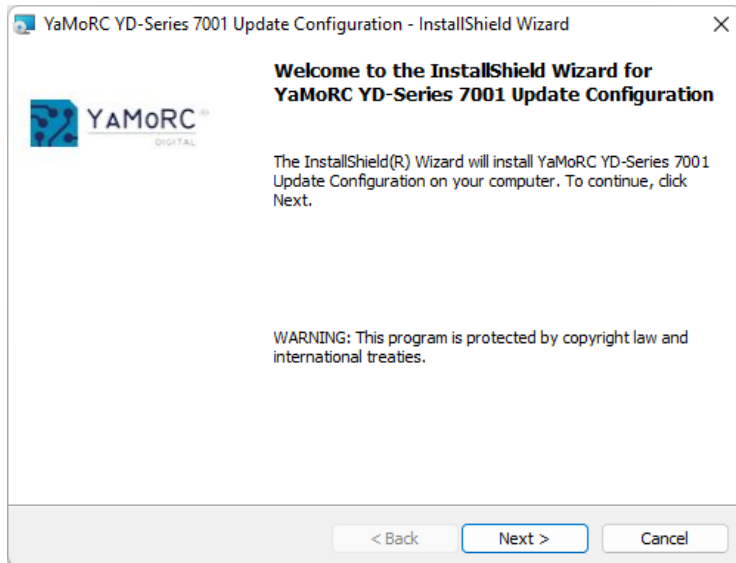 YaMoRC YD-Series 7001 Update Configuration - InstallShield Wizard
Welcome to the InstallShield Wizard for
YaMoRC YD-Series 7001 Update Configuration
YAMoRC
DIGITAL
The InstallShield(R) Wizard will install YaMoRC YD-Series 7001
Update Configuration on your computer. To continue, click
Next.
WARNING: This program is protected by copyright law and
international treaties.
< Back
Next >
Cancel